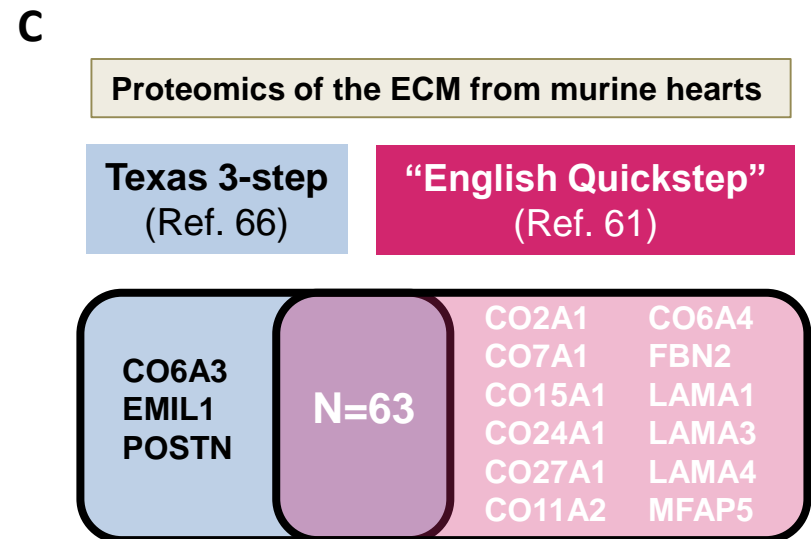 C
Proteomics of the ECM from murine hearts
Texas 3-step
(Ref. 66)
“English Quickstep”
(Ref. 61)
CO6A3
EMIL1
POSTN
N=63
CO2A1
CO7A1
CO15A1
CO24A1
CO27A1
CO11A2
CO6A4
FBN2
LAMA1
LAMA3
LAMA4
MFAP5